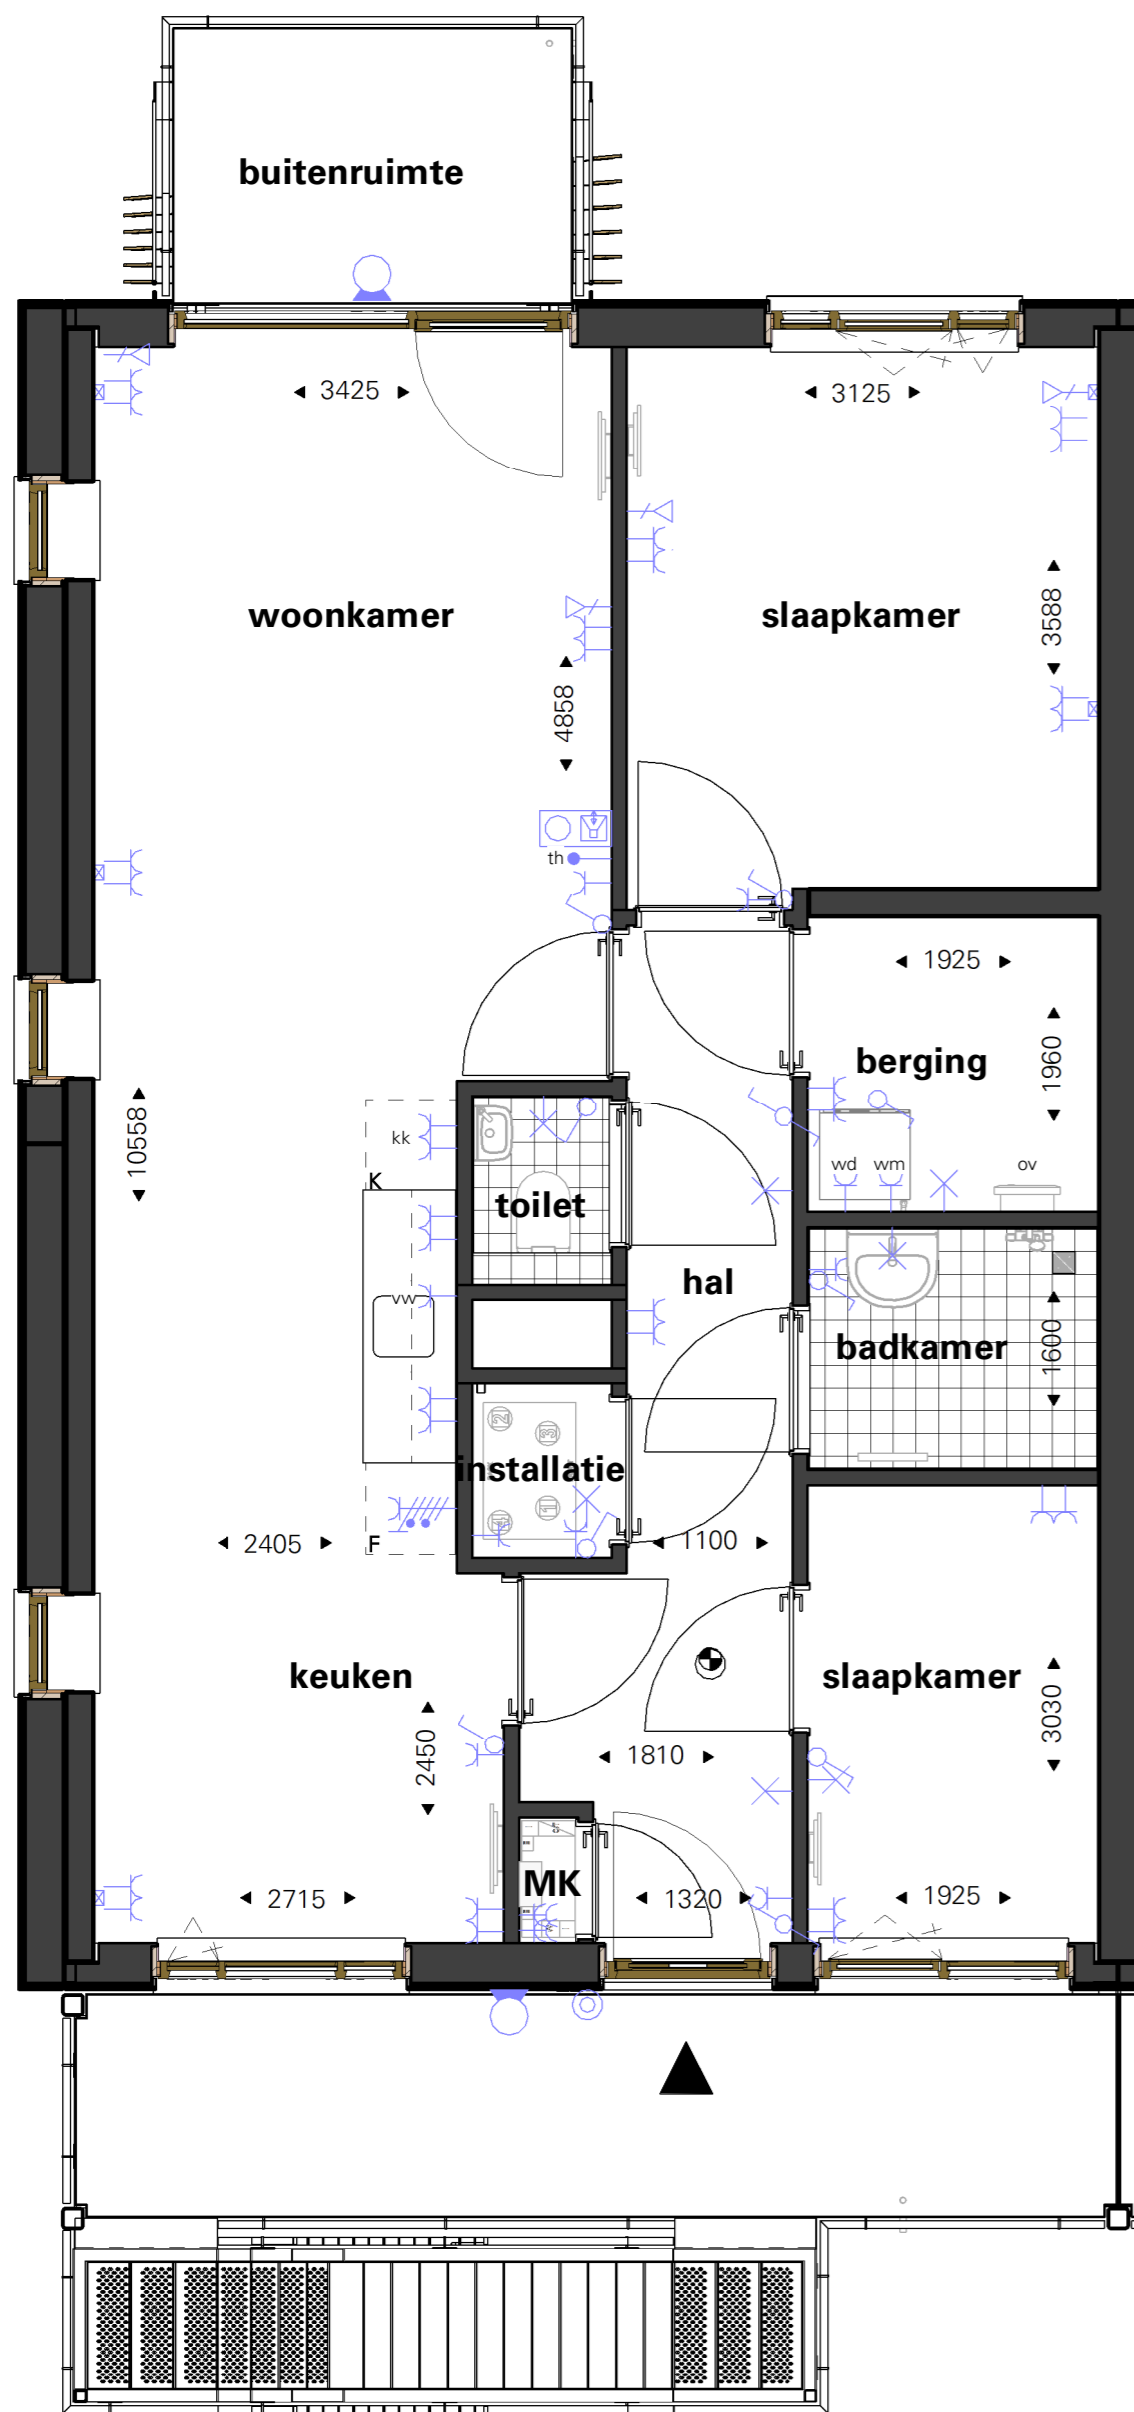 buitenruimte
3425
3125
woonkamer
slaapkamer
3588
4858
th
1925
berging
1960
10558
kk
K
toilet
wd
wm
ov
hal
vw
badkamer
1600
installatie
2405
F
1100
keuken
slaapkamer
3030
2450
1810
MK
2715
1320
1925